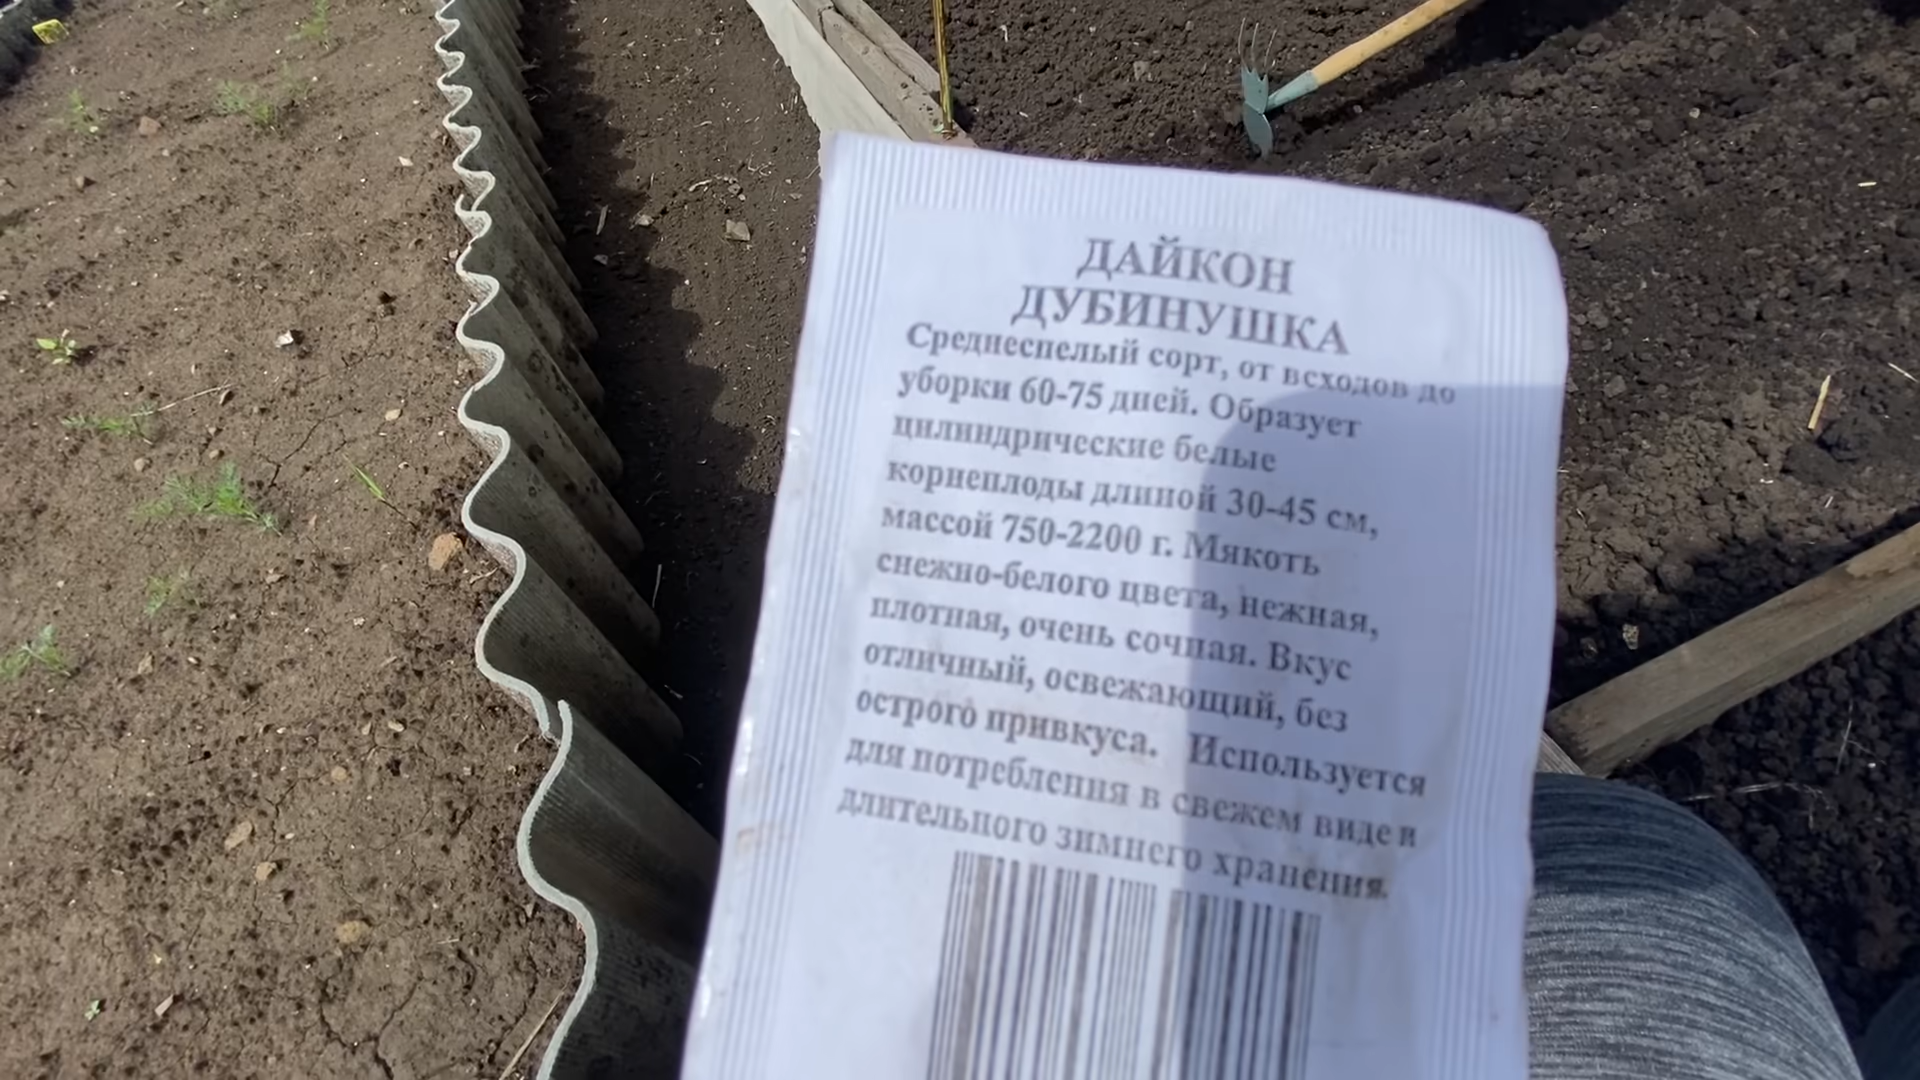 ДАЙКОН
ДУБИНУШКА
Среднеспелый сорт, от всходов до
уборки 60-75 дней. Образует
цилиндрические белые
корнеплоды длиной 30-45 см,
массой 750-2200 г. Мякоть
снежно-белого цвета, нежная,
плотная, очень сочная. Вкус
отличный, освежающий, без
острого привкуса. Используется
для потребления в свежем виде и
длительного зимнего хранения.